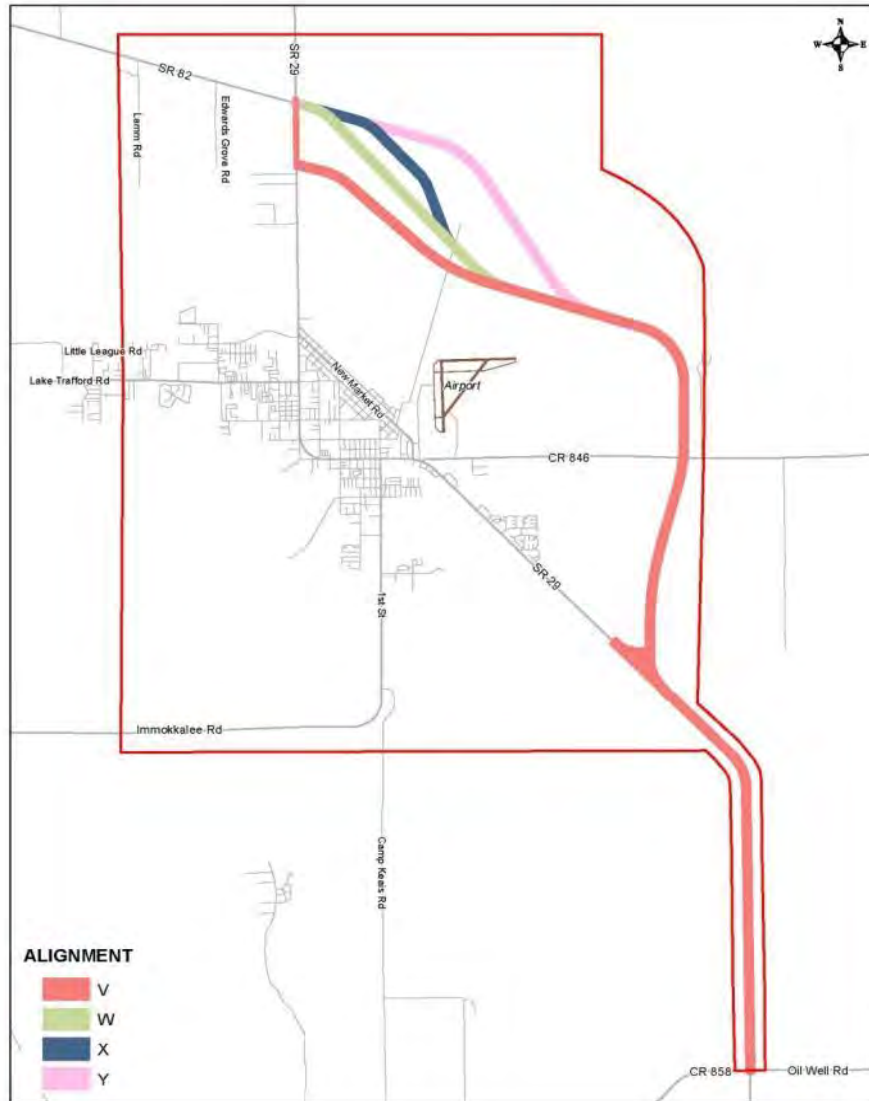 N
W E
S
SR 29
SR 82
Lamm Rd
Edwards Grove Rd
Little League Rd
Lake Trafford Rd
New Market Rd
Airport
CR 846
SR 29
1st St
Immokkalee Rd
Camp Keais Rd
ALIGNMENT
V
W
X
Y
CR 858
Oil Well Rd